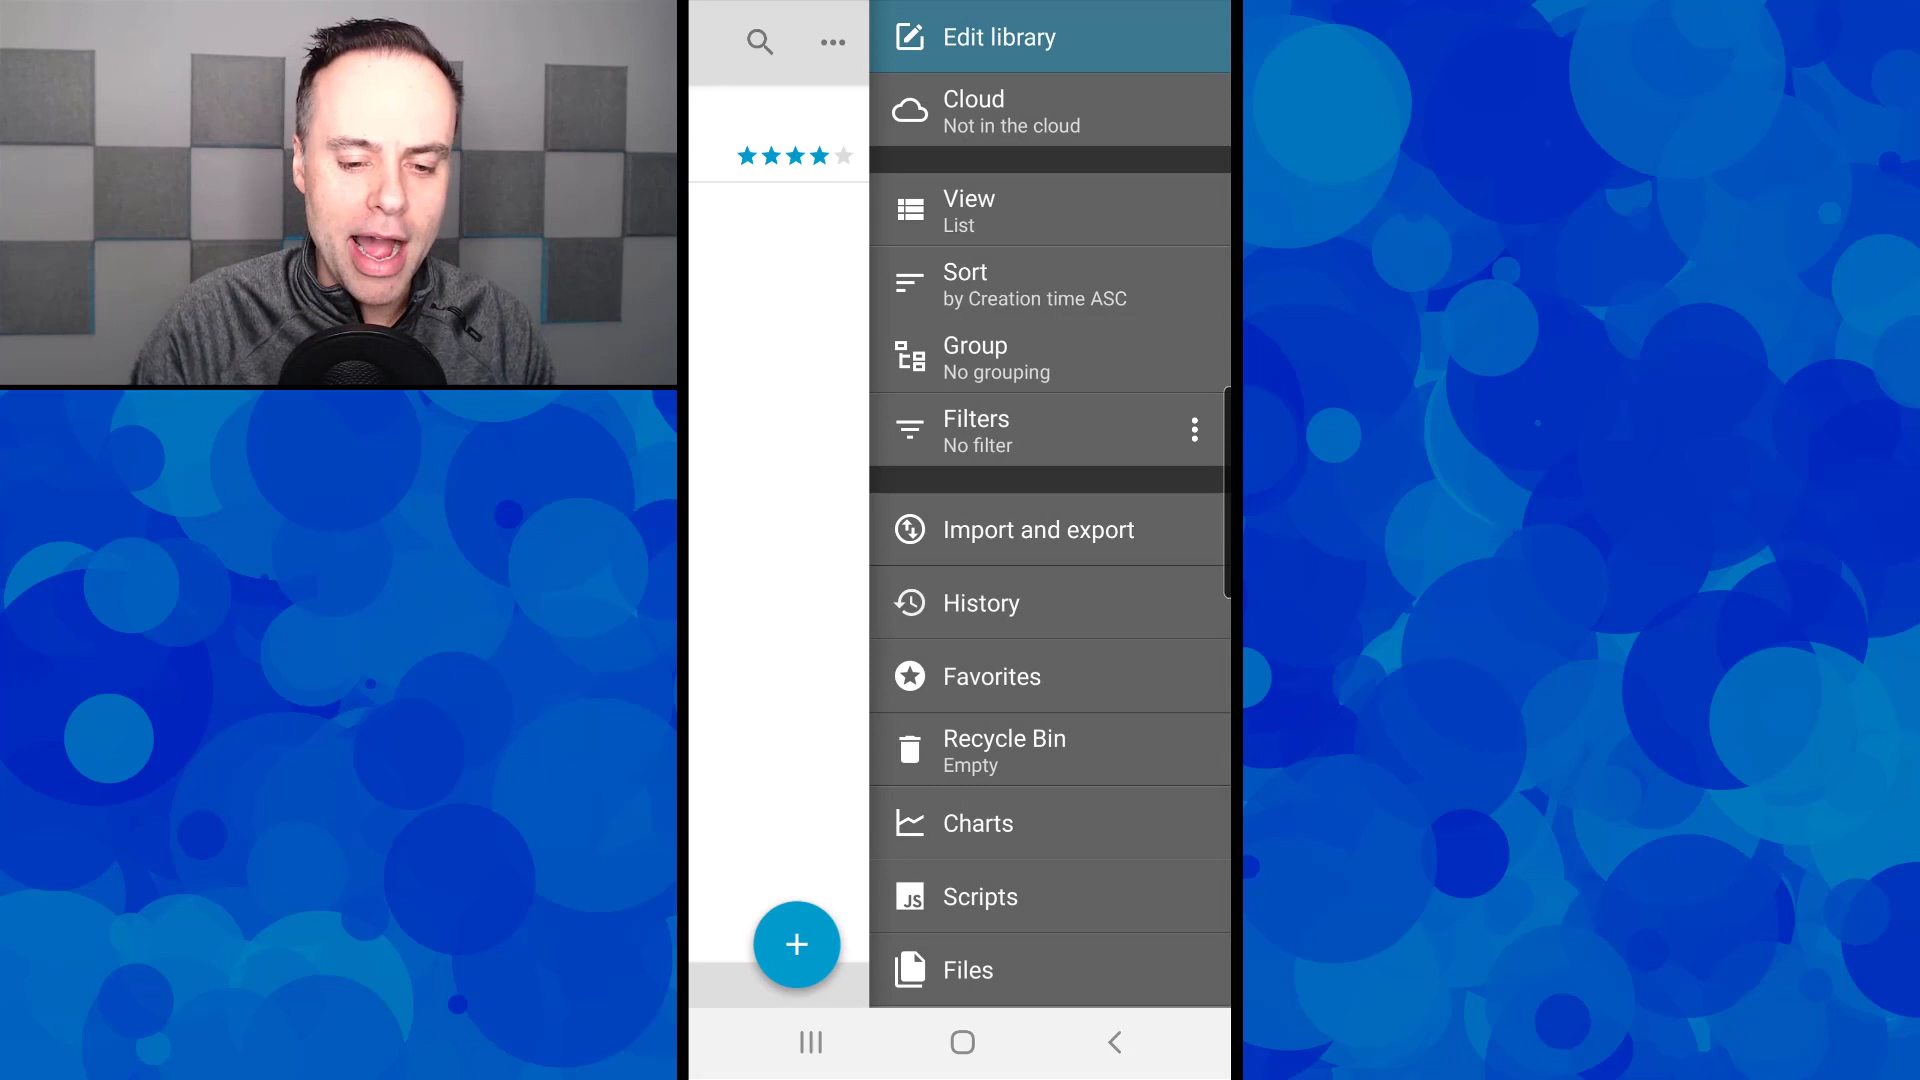 Edit library
Cloud
Not in the cloud
View
List
Sort
by Creation time ASC
Group
No grouping
Filters
No filter
Import and export
History
Favorites
Recycle Bin
Empty
Charts
JS
Scripts
Files